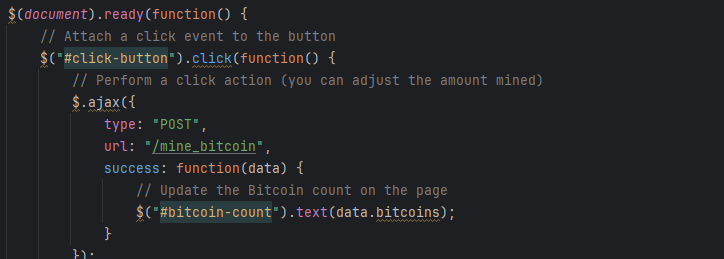 $(document).ready(function() {
// Attach a click event to the button
$("#click-button").click(function() {
// Perform a click action (you can adjust the amount mined)
$.ajax({
type: "POST",
url: "/mine_bitcoin",
success: function(data) {
// Update the Bitcoin count on the page
$("#bitcoin-count").text(data.bitcoins);
}
});